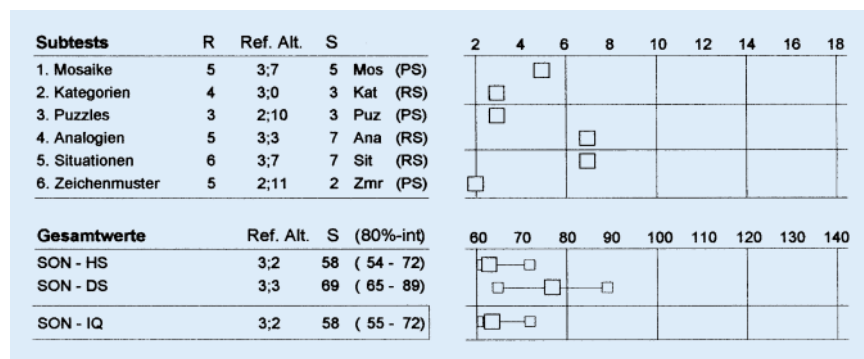 Subtests R Ref. Alt. S 2 4 6 8 10 12 14 16 18
1. Mosaike 5 3;7 5 Mos (PS)
2. Kategorien 4 3;0 3 Kat (RS)
3. Puzzles 3 2;10 3 Puz (PS)
4. Analogien 5 3;3 7 Ana (RS)
5. Situationen 6 3;7 7 Sit (RS)
6. Zeichenmuster 5 2;11 2 Zmr (PS)
Gesamtwerte Ref. Alt. S (80%-int) 60 70 80 90 100 110 120 130 140
SON - HS 3;2 58 ( 54 - 72)
SON - DS 3;3 69 ( 65 - 89)
SON - IQ 3;2 58 ( 55 - 72)